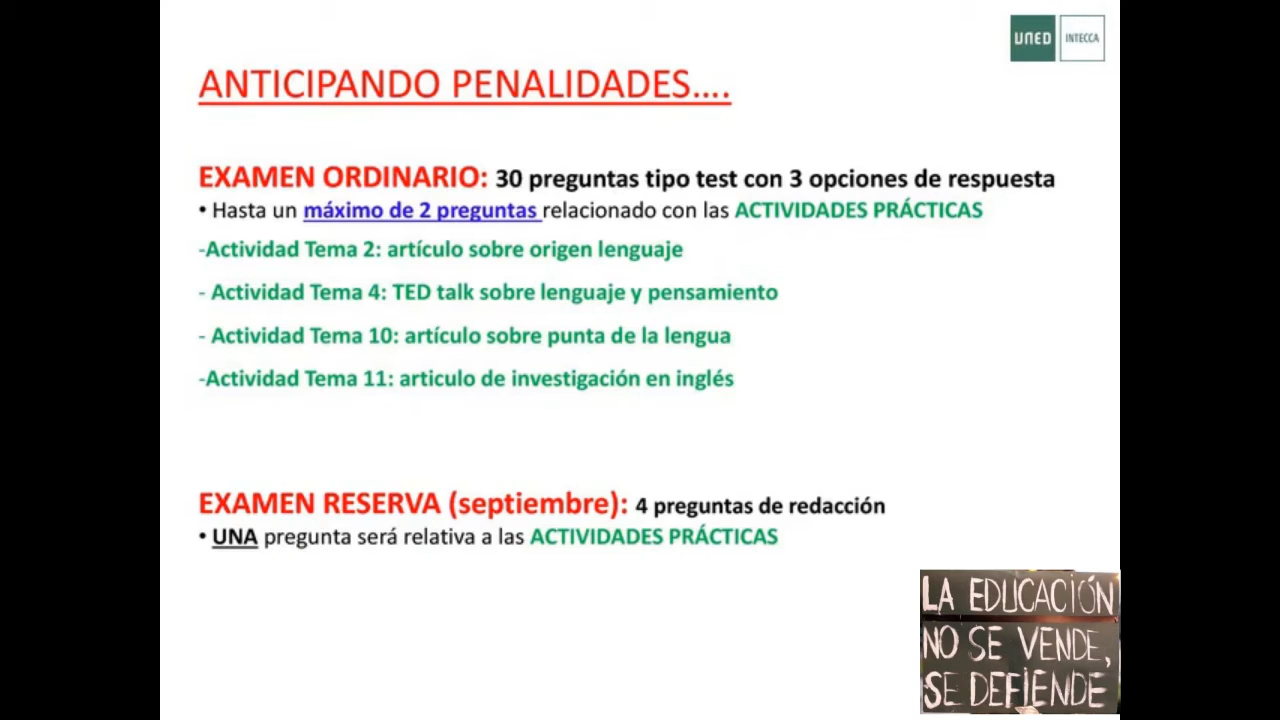 UNED INTECCA
ANTICIPANDO PENALIDADES....
EXAMEN ORDINARIO: 30 preguntas tipo test con 3 opciones de respuesta
• Hasta un máximo de 2 preguntas relacionado con las ACTIVIDADES PRÁCTICAS
-Actividad Tema 2: artículo sobre origen lenguaje
- Actividad Tema 4: TED talk sobre lenguaje y pensamiento
- Actividad Tema 10: artículo sobre punta de la lengua
-Actividad Tema 11: articulo de investigación en inglés
EXAMEN RESERVA (septiembre): 4 preguntas de redacción
• UNA pregunta será relativa a las ACTIVIDADES PRÁCTICAS
LA EDUCACIÓN
NO SE VENDE,
SE DEFIENDE